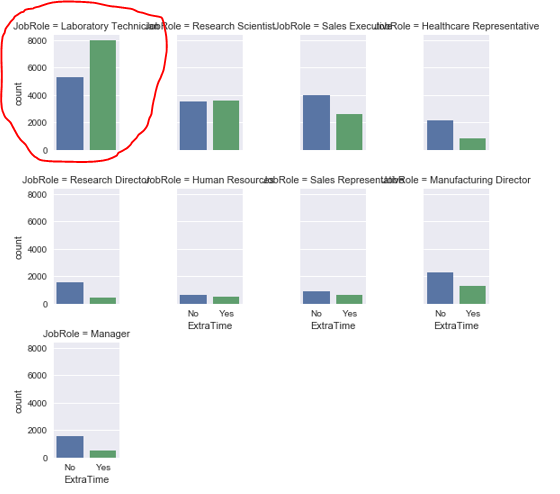 JobRole = Laboratory Technician JobRole = Research Scientist JobRole = Sales Executive JobRole = Healthcare Representative
8000
6000
4000
2000
0
count
JobRole = Research Director JobRole = Human Resources JobRole = Sales Representative JobRole = Manufacturing Director
8000
6000
4000
2000
0
count
No Yes No Yes No Yes
ExtraTime ExtraTime ExtraTime
JobRole = Manager
8000
6000
4000
2000
0
count
No Yes
ExtraTime